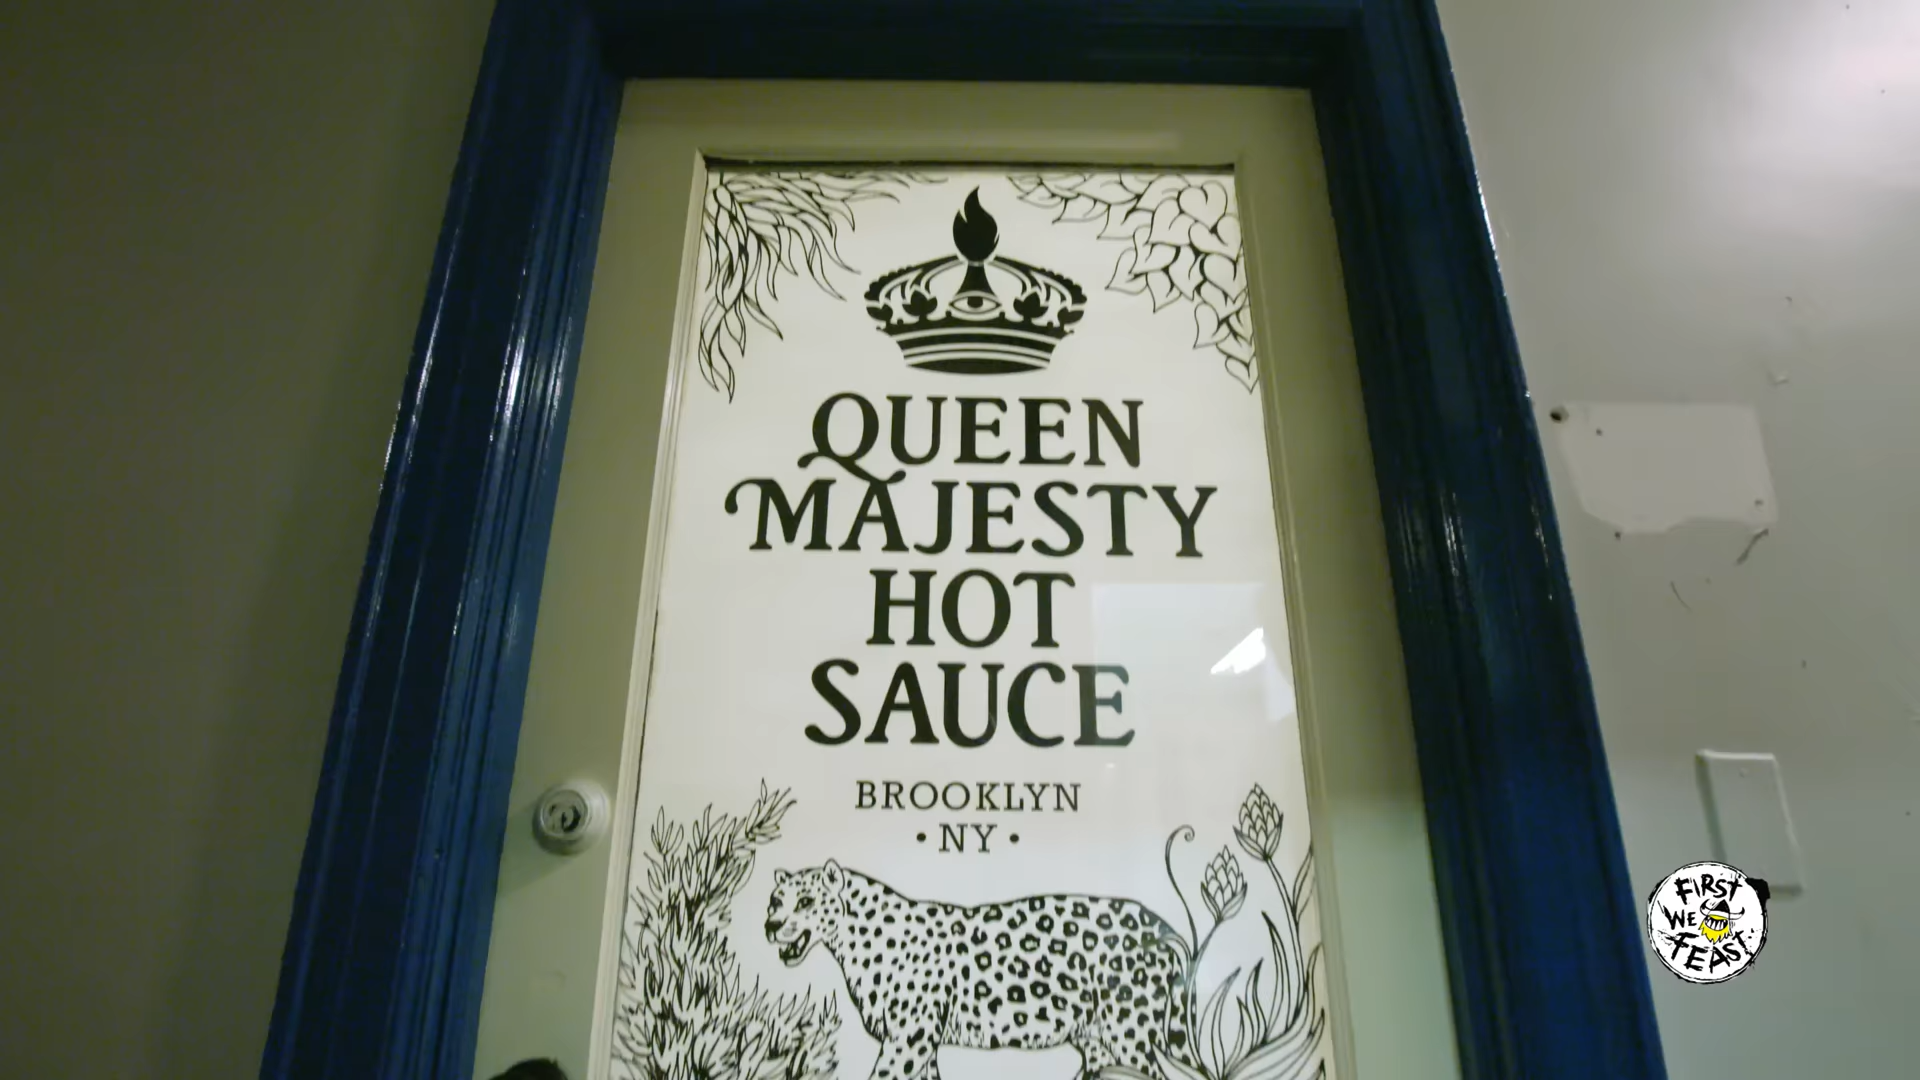 QUEEN
MAJESTY
HOT
SAUCE
BROOKLYN
• NY •
FIRST
WE
FEAST